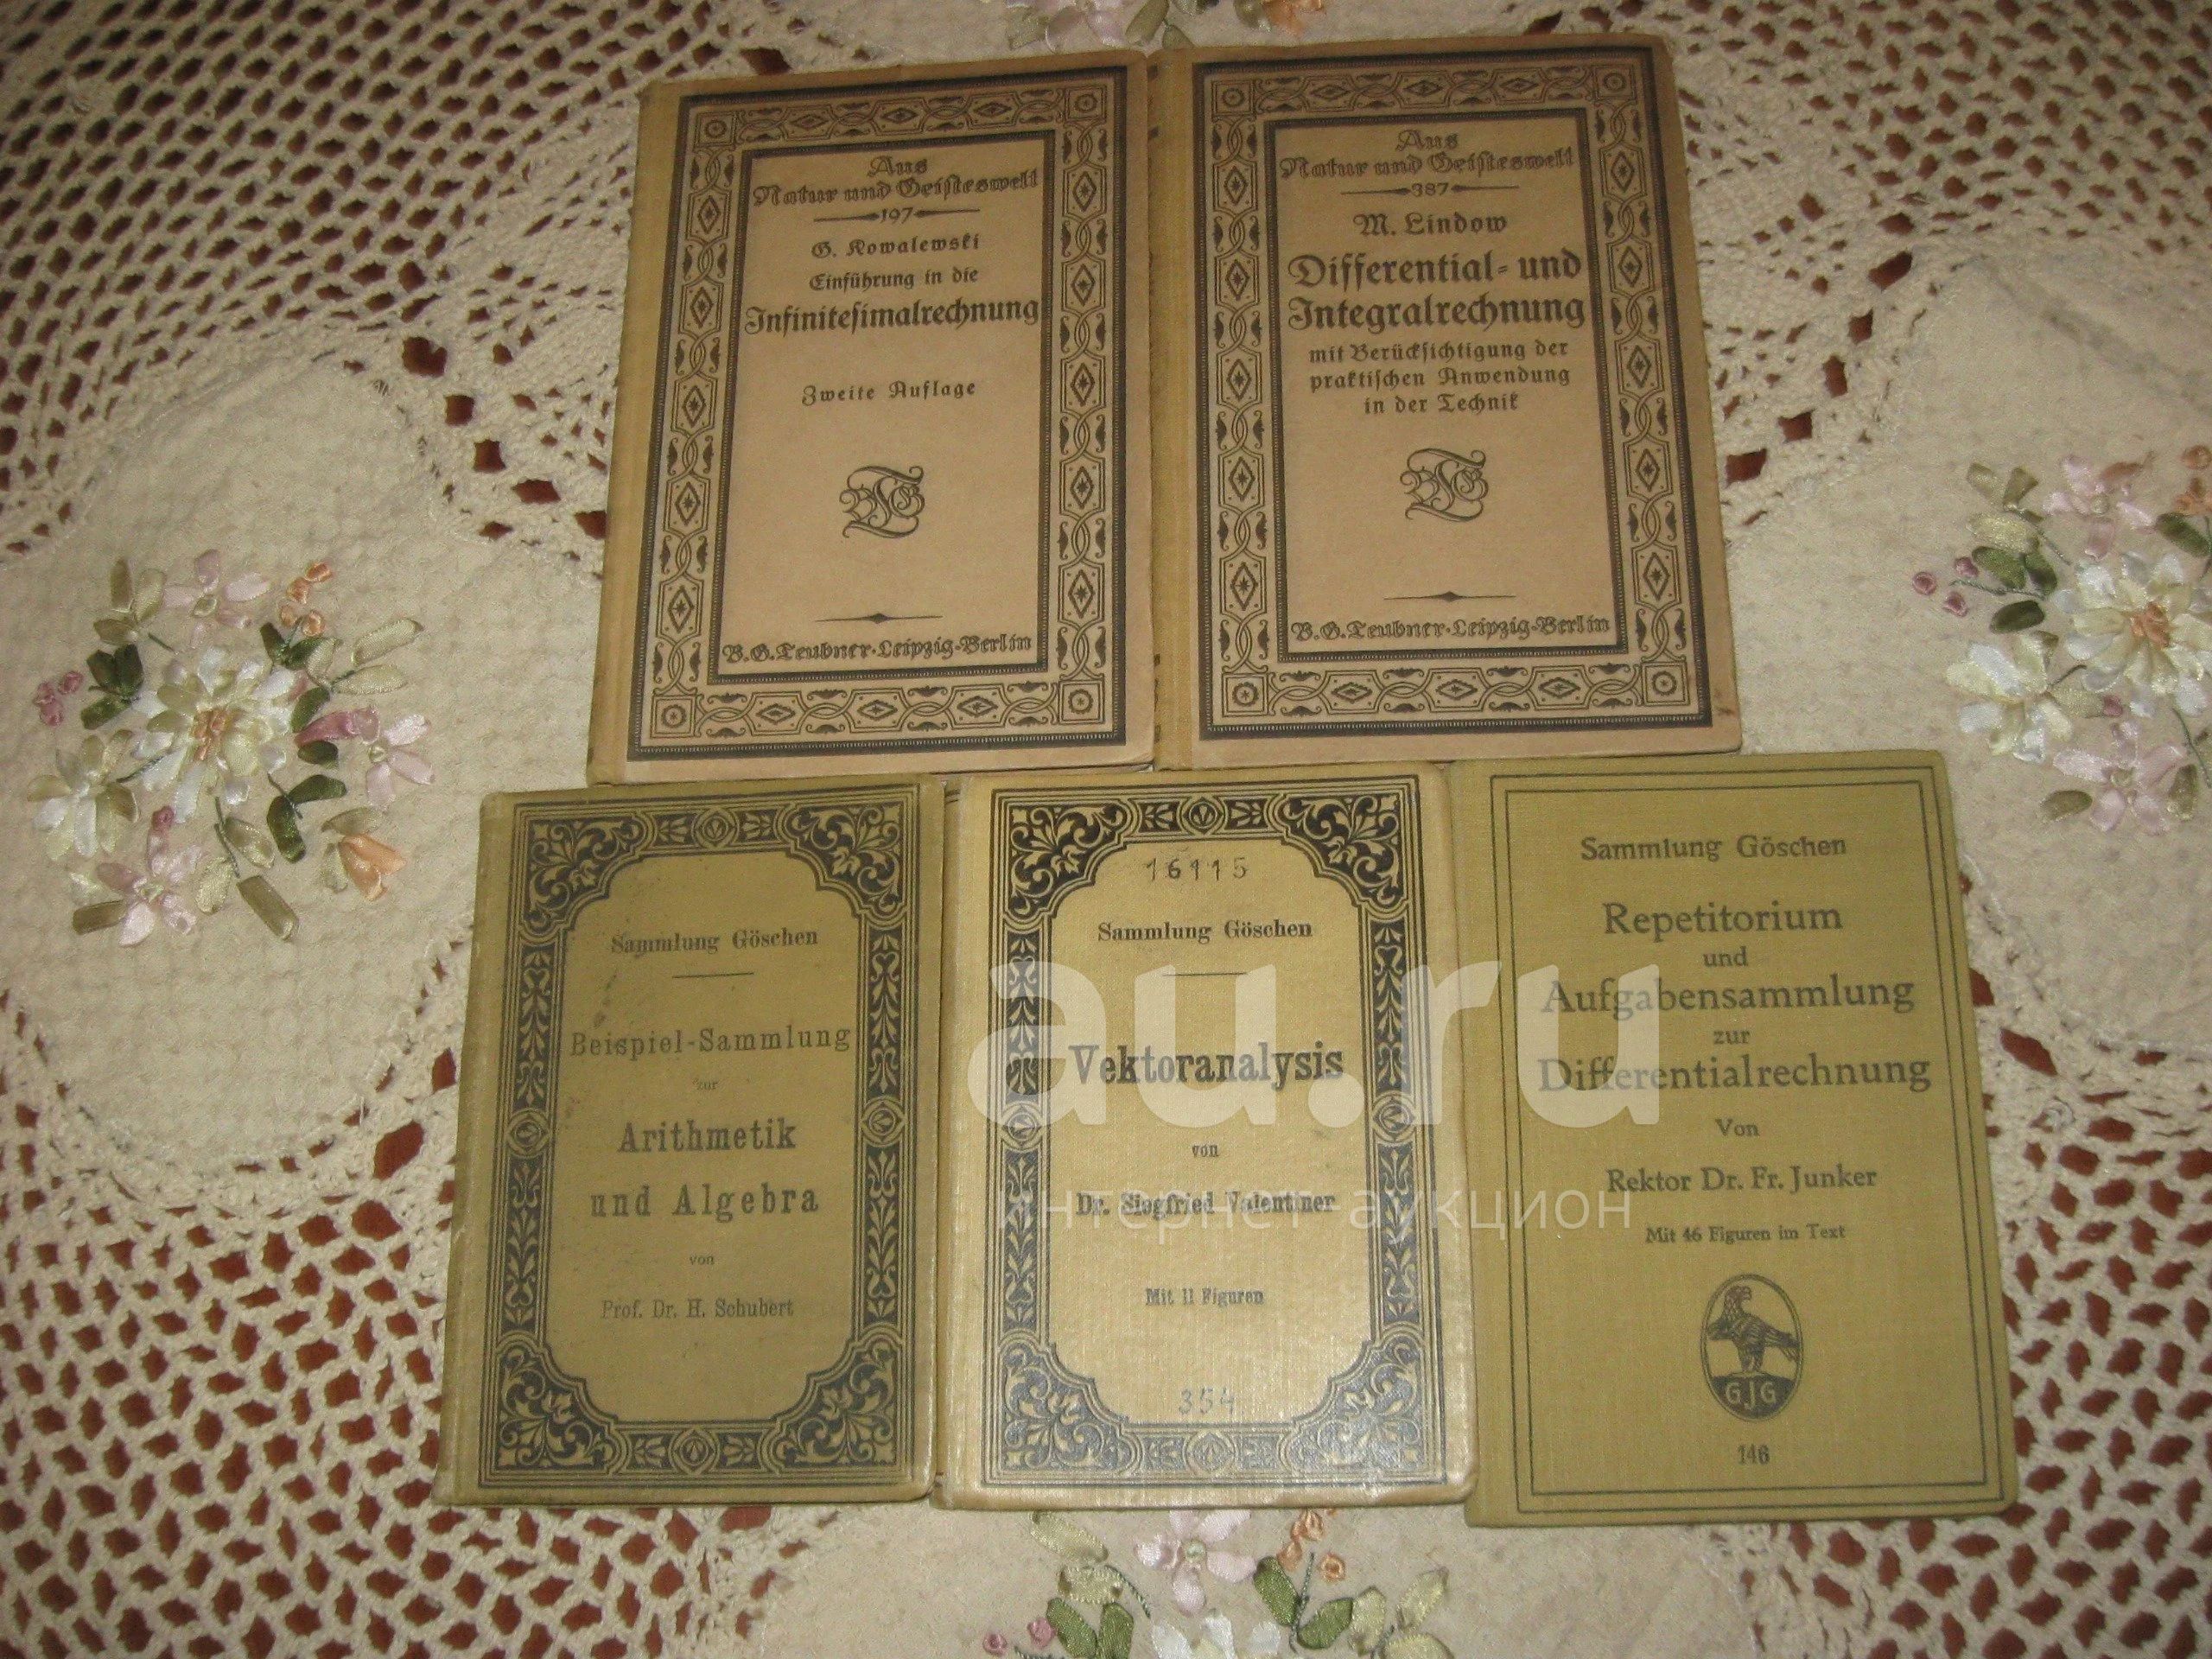 Aus
Natur und Geisteswelt
197
G. Kowalewski
Einführung in die
Infinitesimalrechnung
Zweite Auflage
B.G.Teubner·Leipzig·Berlin
Aus
Natur und Geisteswelt
387
M. Lindow
Differential- und
Integralrechnung
mit Berücksichtigung der
praktischen Anwendung
in der Technik
B.G.Teubner·Leipzig·Berlin
Sammlung Göschen
Beispiel-Sammlung
zur
Arithmetik
und Algebra
von
Prof. Dr. H. Schubert
16115
Sammlung Göschen
Vektoranalysis
von
Dr. Siegfried Valentiner
Mit 11 Figuren
354
Sammlung Göschen
Repetitorium
und
Aufgabensammlung
zur
Differentialrechnung
Von
Rektor Dr. Fr. Junker
Mit 46 Figuren im Text
GJG
146
au.ru
интернет-аукцион